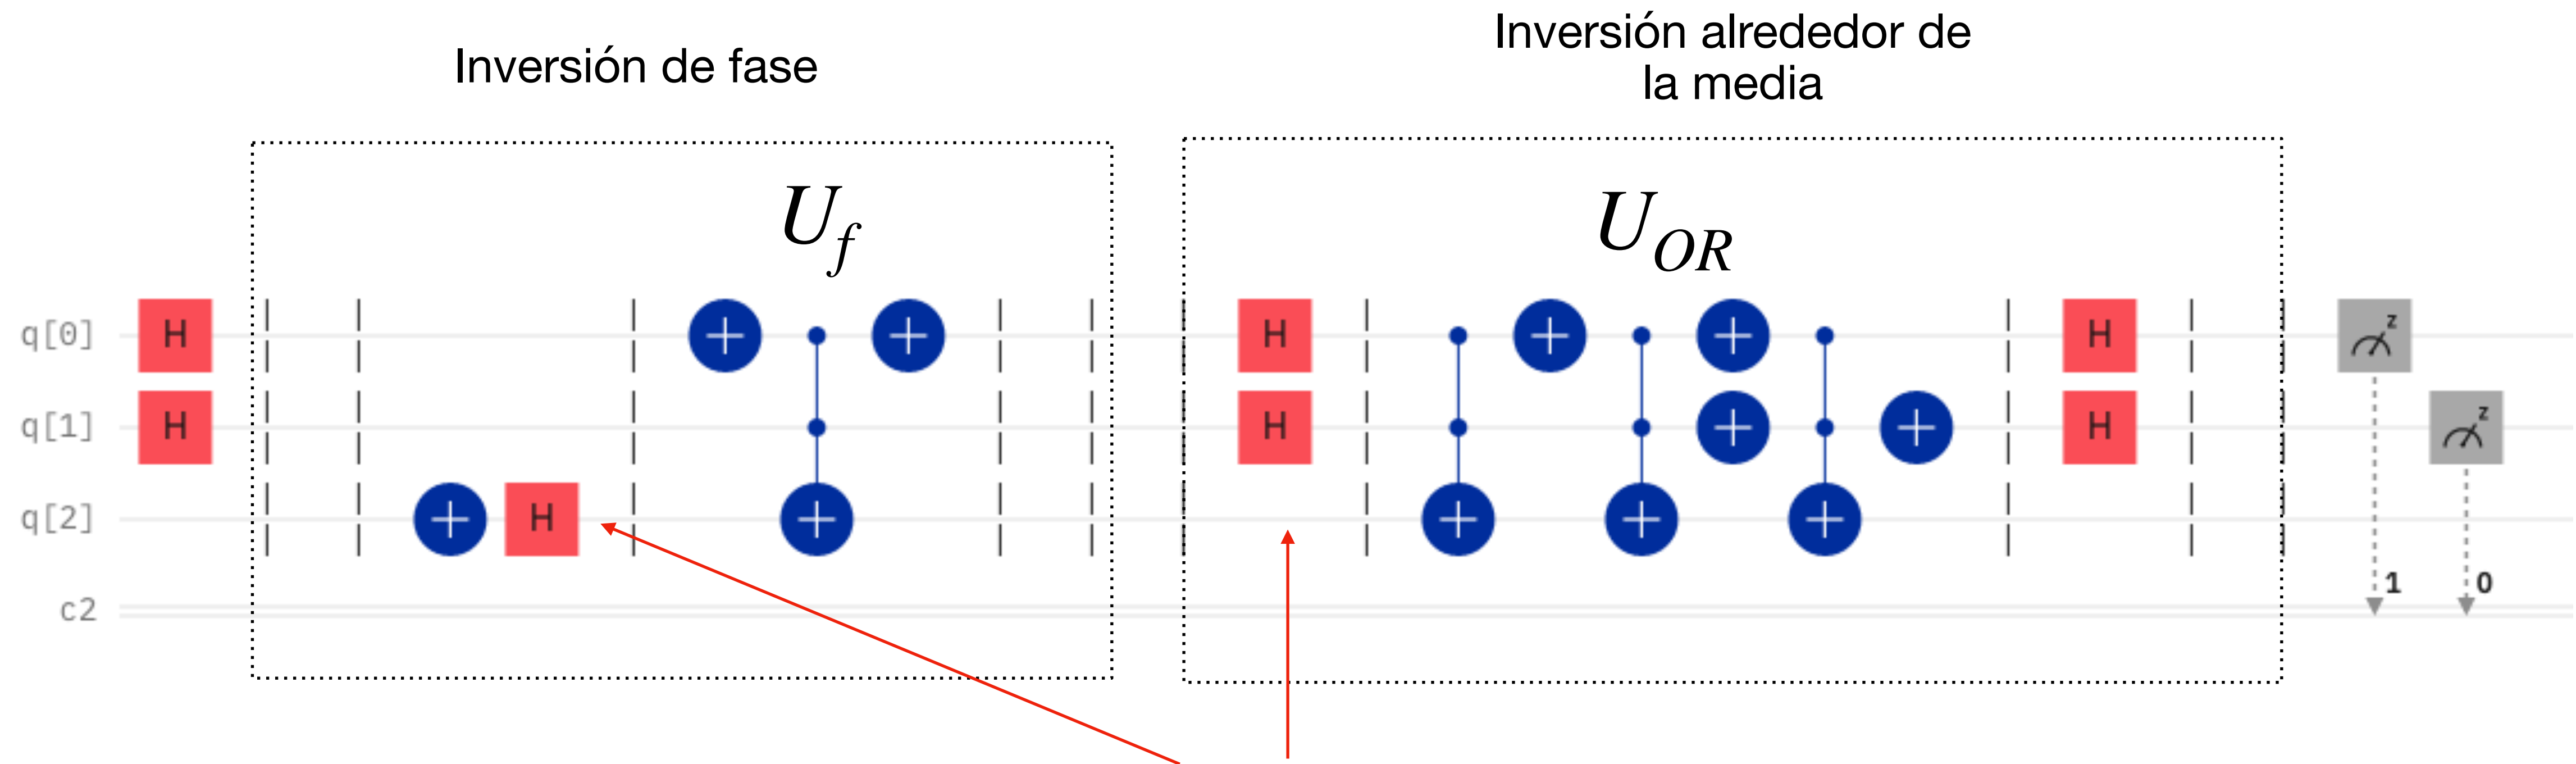 Inversión de fase
Inversión alrededor de
la media
U_f
U_OR
q[0] H H H z
q[1] H H H z
q[2] H
1 0
c2